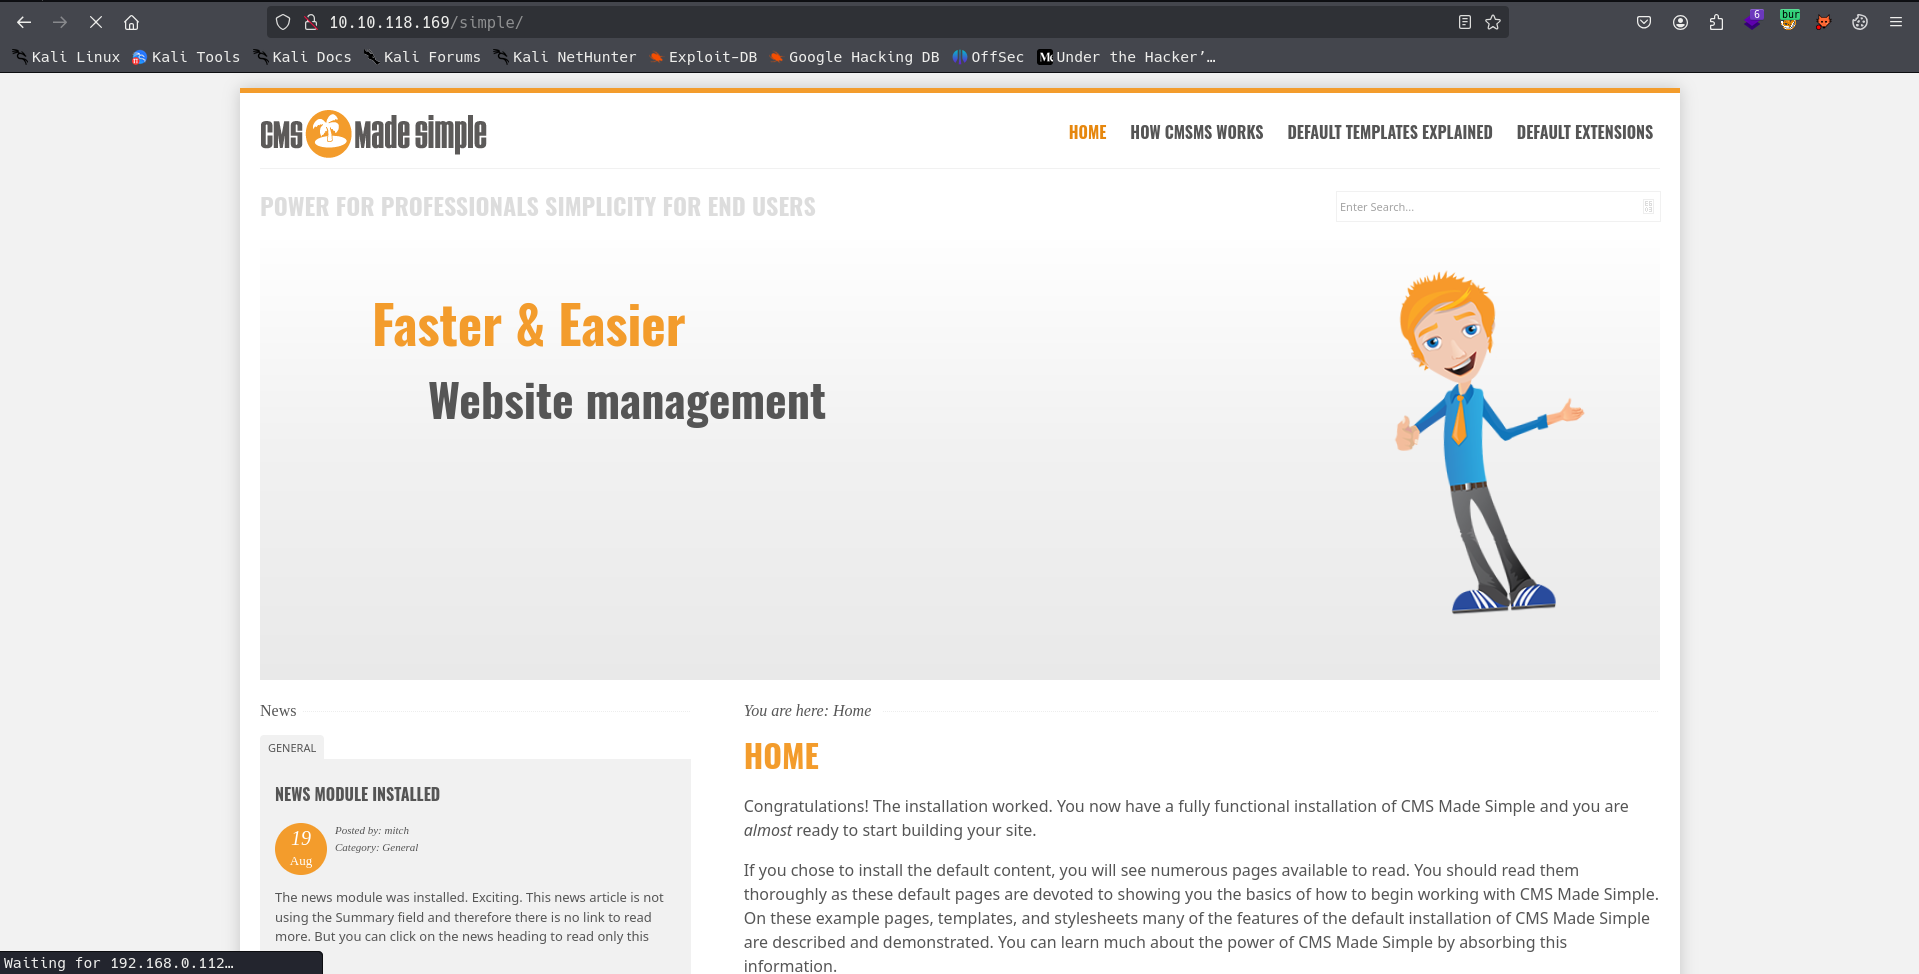 10.10.118.169/simple/
6
bur
Kali Linux Kali Tools Kali Docs Kali Forums Kali NetHunter Exploit-DB Google Hacking DB OffSec Under the Hacker’…
CMS Made Simple
HOME HOW CMSMS WORKS DEFAULT TEMPLATES EXPLAINED DEFAULT EXTENSIONS
POWER FOR PROFESSIONALS SIMPLICITY FOR END USERS
Enter Search...
Faster & Easier
Website management
News
GENERAL
NEWS MODULE INSTALLED
19
Aug
Posted by: mitch
Category: General
The news module was installed. Exciting. This news article is not
using the Summary field and therefore there is no link to read
more. But you can click on the news heading to read only this
You are here: Home
HOME
Congratulations! The installation worked. You now have a fully functional installation of CMS Made Simple and you are
almost ready to start building your site.
If you chose to install the default content, you will see numerous pages available to read. You should read them
thoroughly as these default pages are devoted to showing you the basics of how to begin working with CMS Made Simple.
On these example pages, templates, and stylesheets many of the features of the default installation of CMS Made Simple
are described and demonstrated. You can learn much about the power of CMS Made Simple by absorbing this
information.
Waiting for 192.168.0.112…